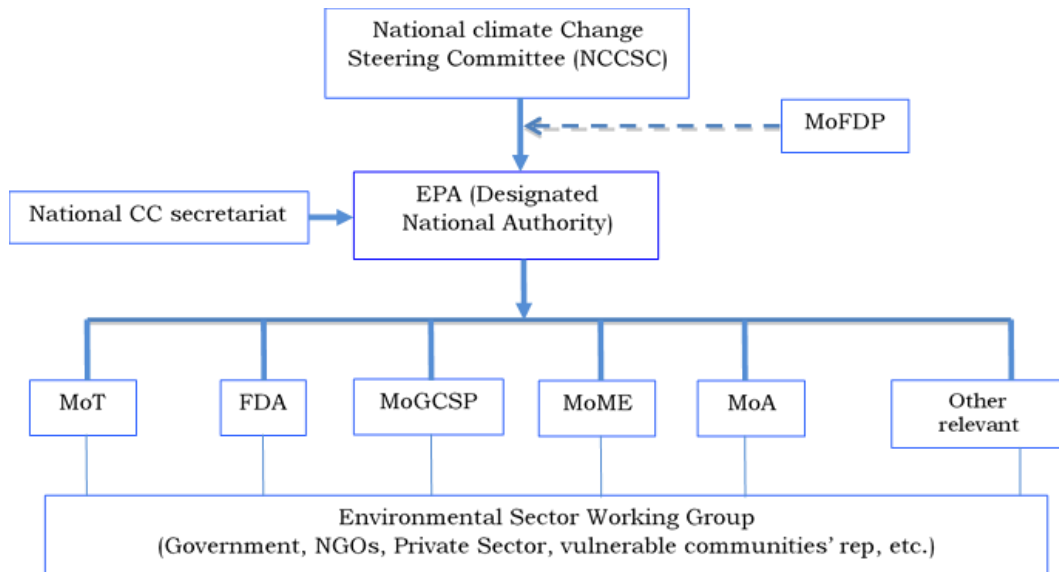 National climate Change
Steering Committee (NCCSC)
MoFDP
EPA (Designated
National Authority)
National CC secretariat
MoT
FDA
MoGCSP
MoME
MoA
Other
relevant
Environmental Sector Working Group
(Government, NGOs, Private Sector, vulnerable communities’ rep, etc.)